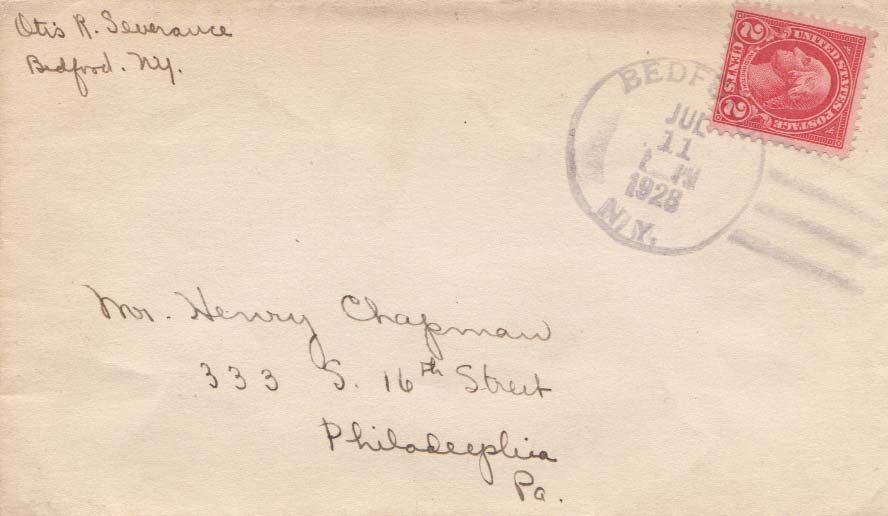 Otis R. Severance
Bedford. N.Y.
BEDFO
JUL
11
1928
N.Y.
UNITED STATES POSTAGE
2 CENTS 2
Mr. Henry Chapman
333 S. 16th Street
Philadelphia
Pa.